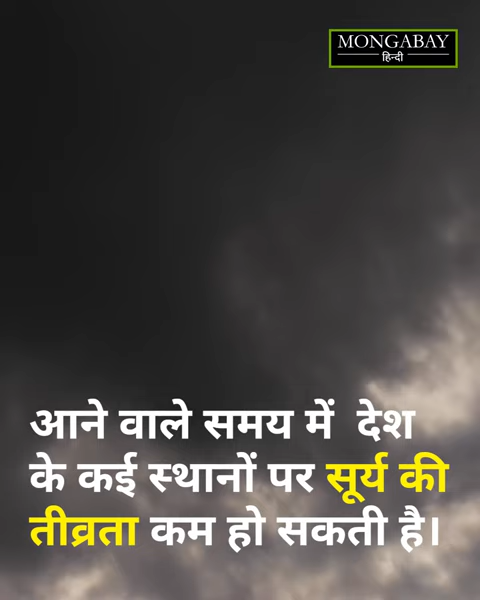 MONGABAY
हिन्दी
आने वाले समय में देश
के कई स्थानों पर सूर्य की
तीव्रता कम हो सकती है।